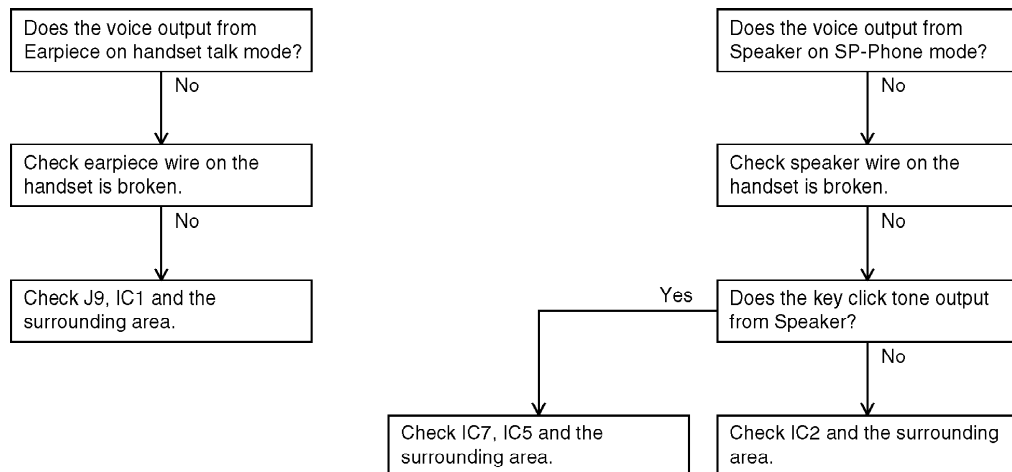 Does the voice output from
Earpiece on handset talk mode?
No
Check earpiece wire on the
handset is broken.
No
Check J9, IC1 and the
surrounding area.
Does the voice output from
Speaker on SP-Phone mode?
No
Check speaker wire on the
handset is broken.
No
Does the key click tone output
from Speaker?
Yes
No
Check IC7, IC5 and the
surrounding area.
Check IC2 and the surrounding
area.